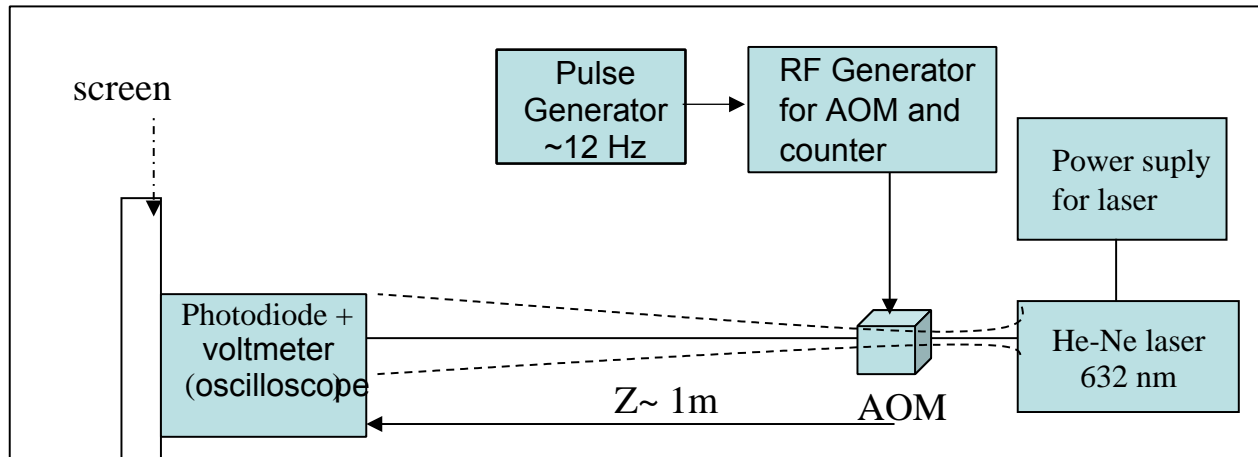 screen
Pulse
Generator
~12 Hz
RF Generator
for AOM and
counter
Power suply
for laser
Photodiode +
voltmeter
(oscilloscope)
He-Ne laser
632 nm
Z~ 1m
AOM